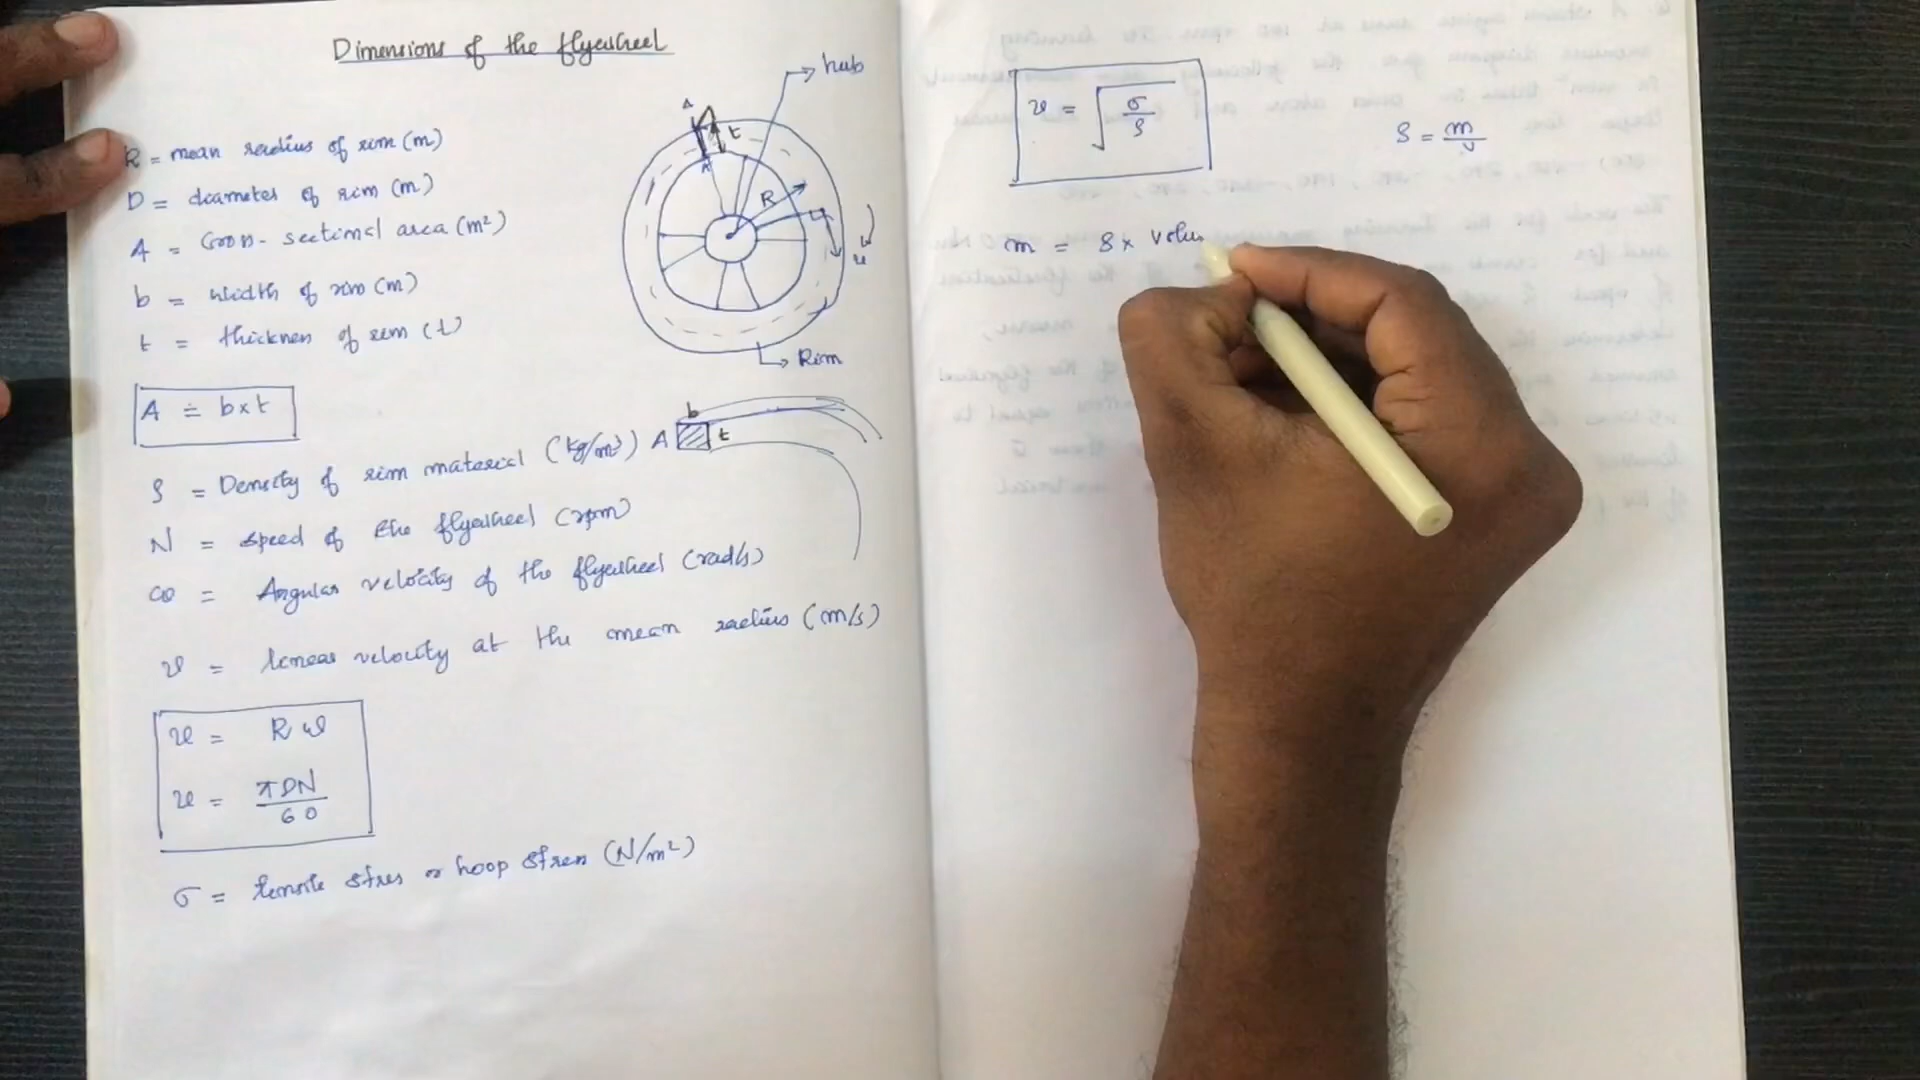 Dimensions of the flywheel
hub
R = mean radius of rim (m)
D = diameter of rim (m)
A = Cross-sectional area (m²)
b = width of rim (m)
t = thickness of rim (t)
A
t
R
ω
v
Rim
A = b×t
b
A
t
ρ = Density of rim material (kg/m³)
N = speed of the flywheel (rpm)
ω = Angular velocity of the flywheel (rad/s)
v = linear velocity at the mean radius (m/s)
v = Rω
v = πDN/60
σ = tensile stress or hoop stress (N/m²)
v = √(σ/ρ)
ρ = m/v
m = ρ × volu